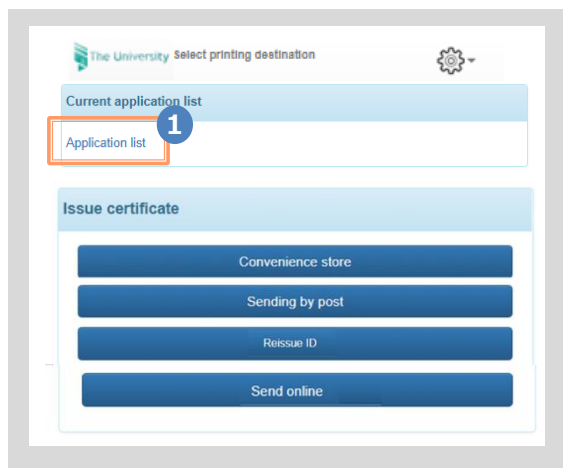 The University Select printing destination
Current application list
1
Application list
Issue certificate
Convenience store
Sending by post
Reissue ID
Send online